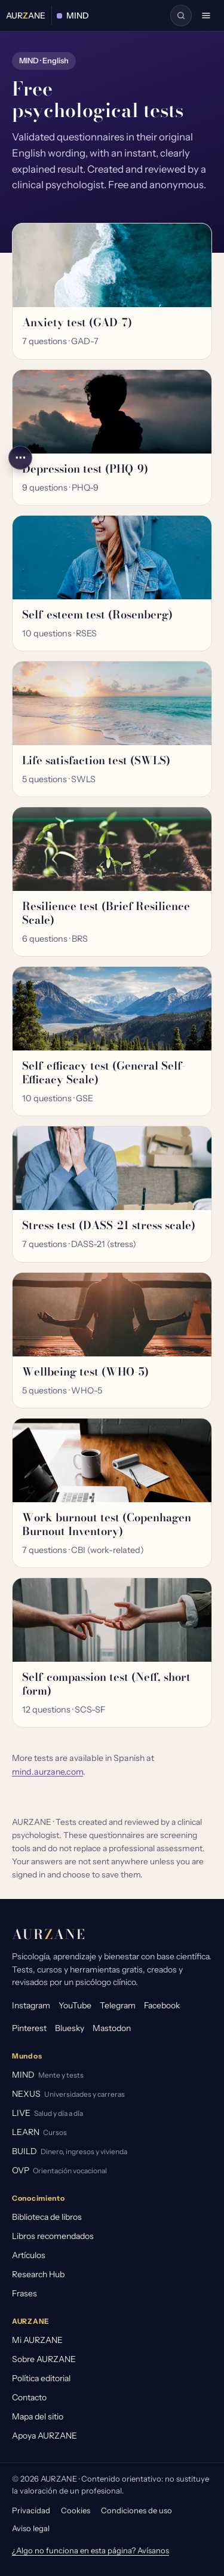 AURZANE MIND
MIND · English
Free
psychological tests
Validated questionnaires in their original
English wording, with an instant, clearly
explained result. Created and reviewed by a
clinical psychologist. Free and anonymous.
Anxiety test (GAD-7)
7 questions · GAD-7
Depression test (PHQ-9)
9 questions · PHQ-9
Self-esteem test (Rosenberg)
10 questions · RSES
Life satisfaction test (SWLS)
5 questions · SWLS
Resilience test (Brief Resilience
Scale)
6 questions · BRS
Self-efficacy test (General Self-
Efficacy Scale)
10 questions · GSE
Stress test (DASS-21 stress scale)
7 questions · DASS-21 (stress)
Wellbeing test (WHO-5)
5 questions · WHO-5
Work burnout test (Copenhagen
Burnout Inventory)
7 questions · CBI (work-related)
Self-compassion test (Neff, short
form)
12 questions · SCS-SF
More tests are available in Spanish at
mind.aurzane.com.
AURZANE · Tests created and reviewed by a clinical
psychologist. These questionnaires are screening
tools and do not replace a professional assessment.
Your answers are not sent anywhere unless you are
signed in and choose to save them.
AURZANE
Psicología, aprendizaje y bienestar con base científica.
Tests, cursos y herramientas gratis, creados y
revisados por un psicólogo clínico.
Instagram YouTube Telegram Facebook
Pinterest Bluesky Mastodon
Mundos
MIND Mente y tests
NEXUS Universidades y carreras
LIVE Salud y día a día
LEARN Cursos
BUILD Dinero, ingresos y vivienda
OVP Orientación vocacional
Conocimiento
Biblioteca de libros
Libros recomendados
Artículos
Research Hub
Frases
AURZANE
Mi AURZANE
Sobre AURZANE
Política editorial
Contacto
Mapa del sitio
Apoya AURZANE
© 2026 AURZANE · Contenido orientativo: no sustituye
la valoración de un profesional.
Privacidad Cookies Condiciones de uso
Aviso legal
¿Algo no funciona en esta página? Avísanos